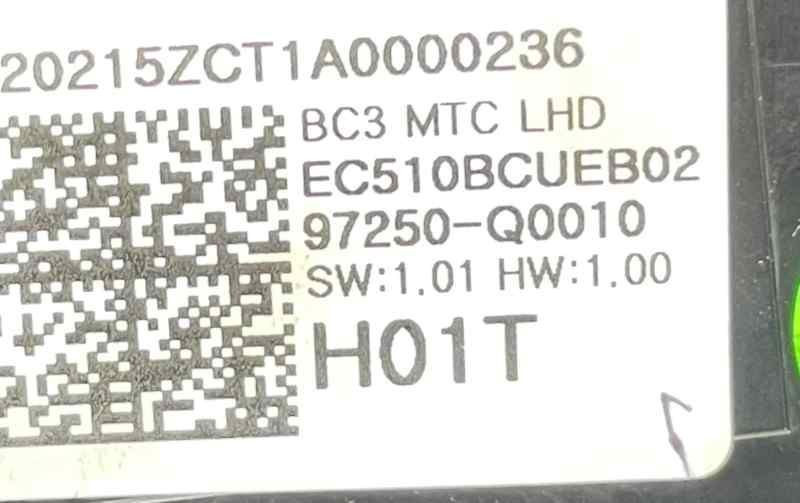 20215ZCT1A0000236
BC3 MTC LHD
EC510BCUEB02
97250-Q0010
SW:1.01 HW:1.00
H01T